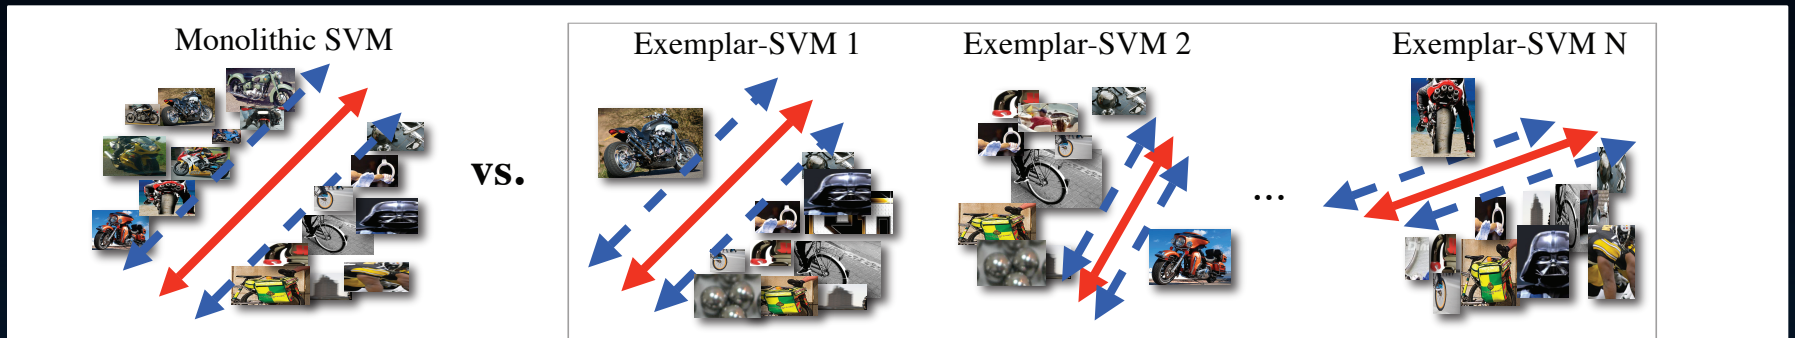 Monolithic SVM
vs.
Exemplar-SVM 1
Exemplar-SVM 2
...
Exemplar-SVM N